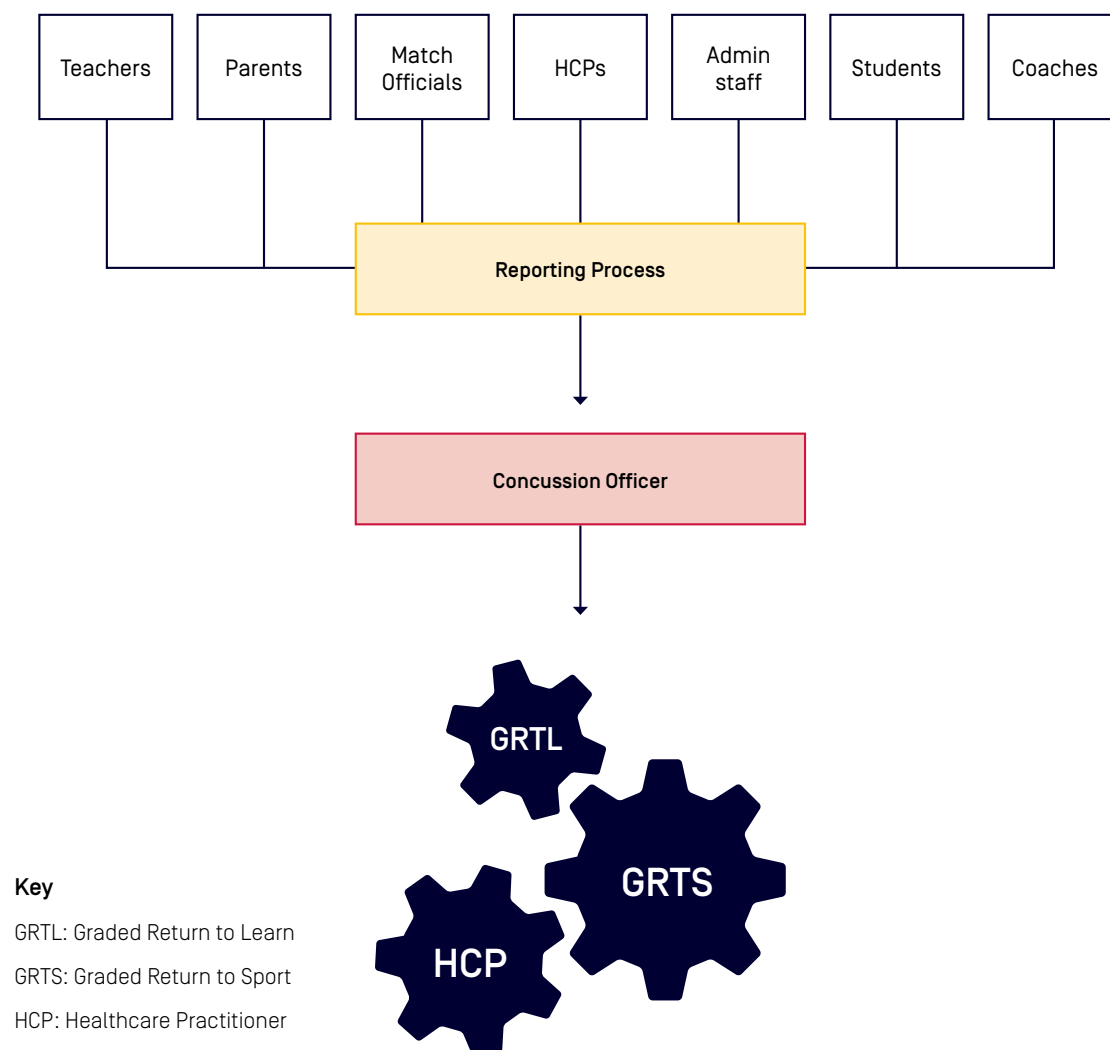 Teachers
Parents
Match
Officials
HCPs
Admin
staff
Students
Coaches
Reporting Process
Concussion Officer
GRTL
GRTS
HCP
Key
GRTL: Graded Return to Learn
GRTS: Graded Return to Sport
HCP: Healthcare Practitioner